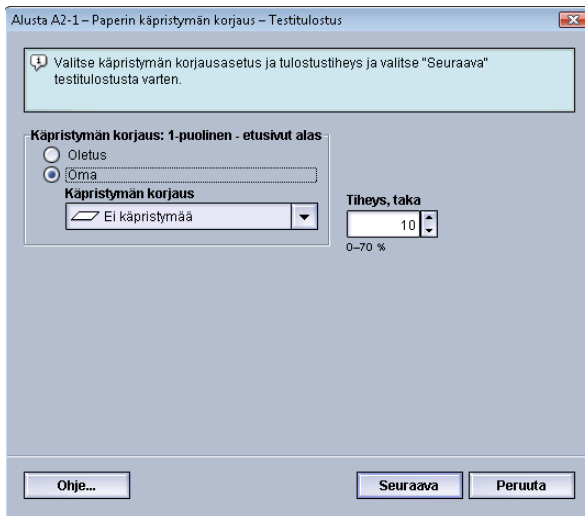 Alusta A2-1 – Paperin käpristymän korjaus – Testitulostus
Valitse käpristymän korjausasetus ja tulostustiheys ja valitse "Seuraava"
testitulostusta varten.
Käpristymän korjaus: 1-puolinen - etusivut alas
Oletus
Oma
Käpristymän korjaus
Ei käpristymää
Tiheys, taka
10
0–70 %
Ohje...
Seuraava
Peruuta